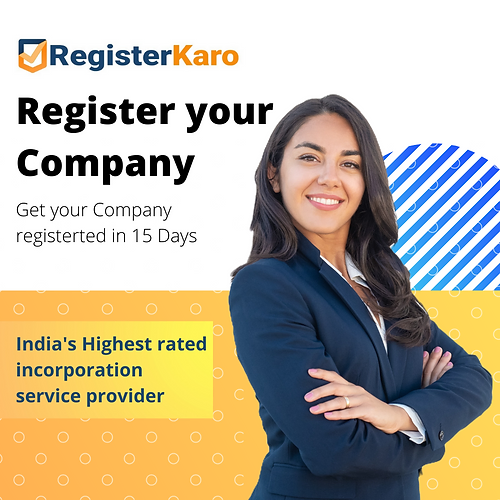 RegisterKaro
Register your
Company
Get your Company
registerted in 15 Days
India's Highest rated
incorporation
service provider